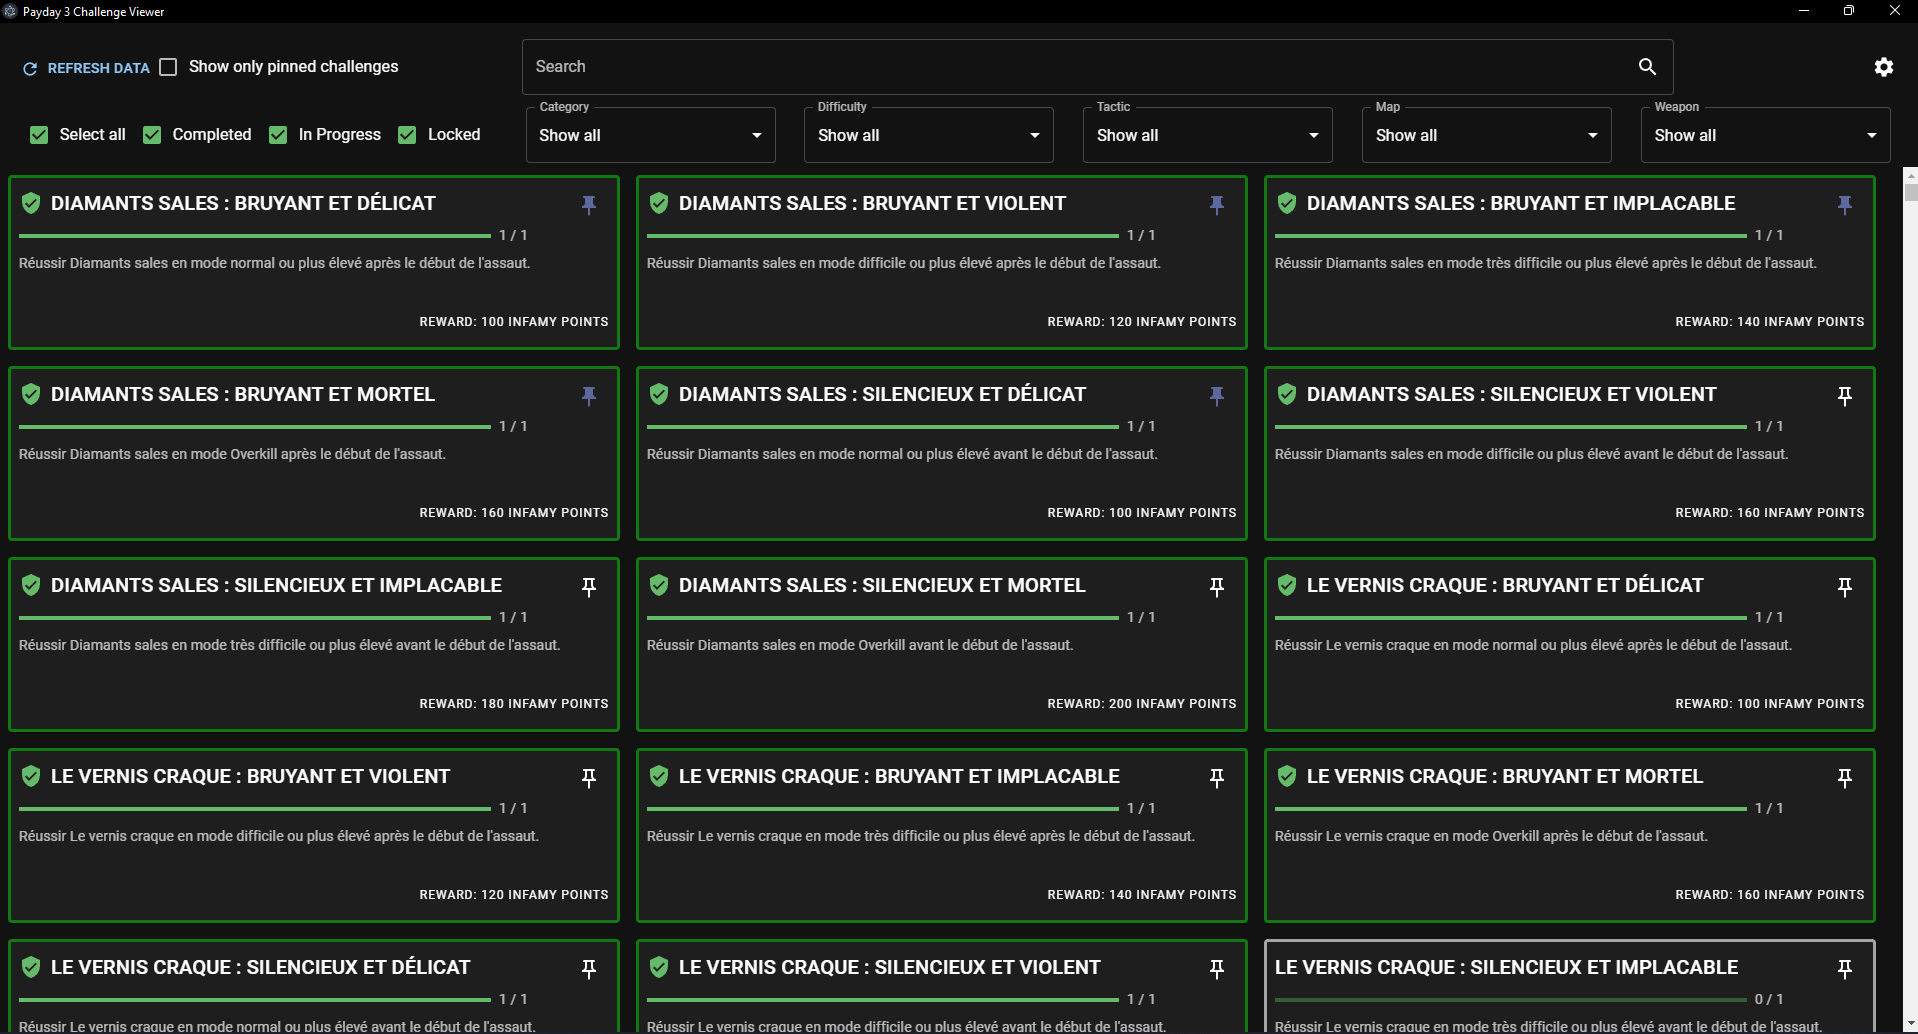 Payday 3 Challenge Viewer
REFRESH DATA
Show only pinned challenges
Search
Select all
Completed
In Progress
Locked
Category
Show all
Difficulty
Show all
Tactic
Show all
Map
Show all
Weapon
Show all
DIAMANTS SALES : BRUYANT ET DÉLICAT
1 / 1
Réussir Diamants sales en mode normal ou plus élevé après le début de l'assaut.
REWARD: 100 INFAMY POINTS
DIAMANTS SALES : BRUYANT ET VIOLENT
1 / 1
Réussir Diamants sales en mode difficile ou plus élevé après le début de l'assaut.
REWARD: 120 INFAMY POINTS
DIAMANTS SALES : BRUYANT ET IMPLACABLE
1 / 1
Réussir Diamants sales en mode très difficile ou plus élevé après le début de l'assaut.
REWARD: 140 INFAMY POINTS
DIAMANTS SALES : BRUYANT ET MORTEL
1 / 1
Réussir Diamants sales en mode Overkill après le début de l'assaut.
REWARD: 160 INFAMY POINTS
DIAMANTS SALES : SILENCIEUX ET DÉLICAT
1 / 1
Réussir Diamants sales en mode normal ou plus élevé avant le début de l'assaut.
REWARD: 100 INFAMY POINTS
DIAMANTS SALES : SILENCIEUX ET VIOLENT
1 / 1
Réussir Diamants sales en mode difficile ou plus élevé avant le début de l'assaut.
REWARD: 160 INFAMY POINTS
DIAMANTS SALES : SILENCIEUX ET IMPLACABLE
1 / 1
Réussir Diamants sales en mode très difficile ou plus élevé avant le début de l'assaut.
REWARD: 180 INFAMY POINTS
DIAMANTS SALES : SILENCIEUX ET MORTEL
1 / 1
Réussir Diamants sales en mode Overkill avant le début de l'assaut.
REWARD: 200 INFAMY POINTS
LE VERNIS CRAQUE : BRUYANT ET DÉLICAT
1 / 1
Réussir Le vernis craque en mode normal ou plus élevé après le début de l'assaut.
REWARD: 100 INFAMY POINTS
LE VERNIS CRAQUE : BRUYANT ET VIOLENT
1 / 1
Réussir Le vernis craque en mode difficile ou plus élevé après le début de l'assaut.
REWARD: 120 INFAMY POINTS
LE VERNIS CRAQUE : BRUYANT ET IMPLACABLE
1 / 1
Réussir Le vernis craque en mode très difficile ou plus élevé après le début de l'assaut.
REWARD: 140 INFAMY POINTS
LE VERNIS CRAQUE : BRUYANT ET MORTEL
1 / 1
Réussir Le vernis craque en mode Overkill après le début de l'assaut.
REWARD: 160 INFAMY POINTS
LE VERNIS CRAQUE : SILENCIEUX ET DÉLICAT
1 / 1
Réussir Le vernis craque en mode normal ou plus élevé avant le début de l'assaut.
LE VERNIS CRAQUE : SILENCIEUX ET VIOLENT
1 / 1
Réussir Le vernis craque en mode difficile ou plus élevé avant le début de l'assaut.
LE VERNIS CRAQUE : SILENCIEUX ET IMPLACABLE
0 / 1
Réussir Le vernis craque en mode très difficile ou plus élevé avant le début de l'assaut.